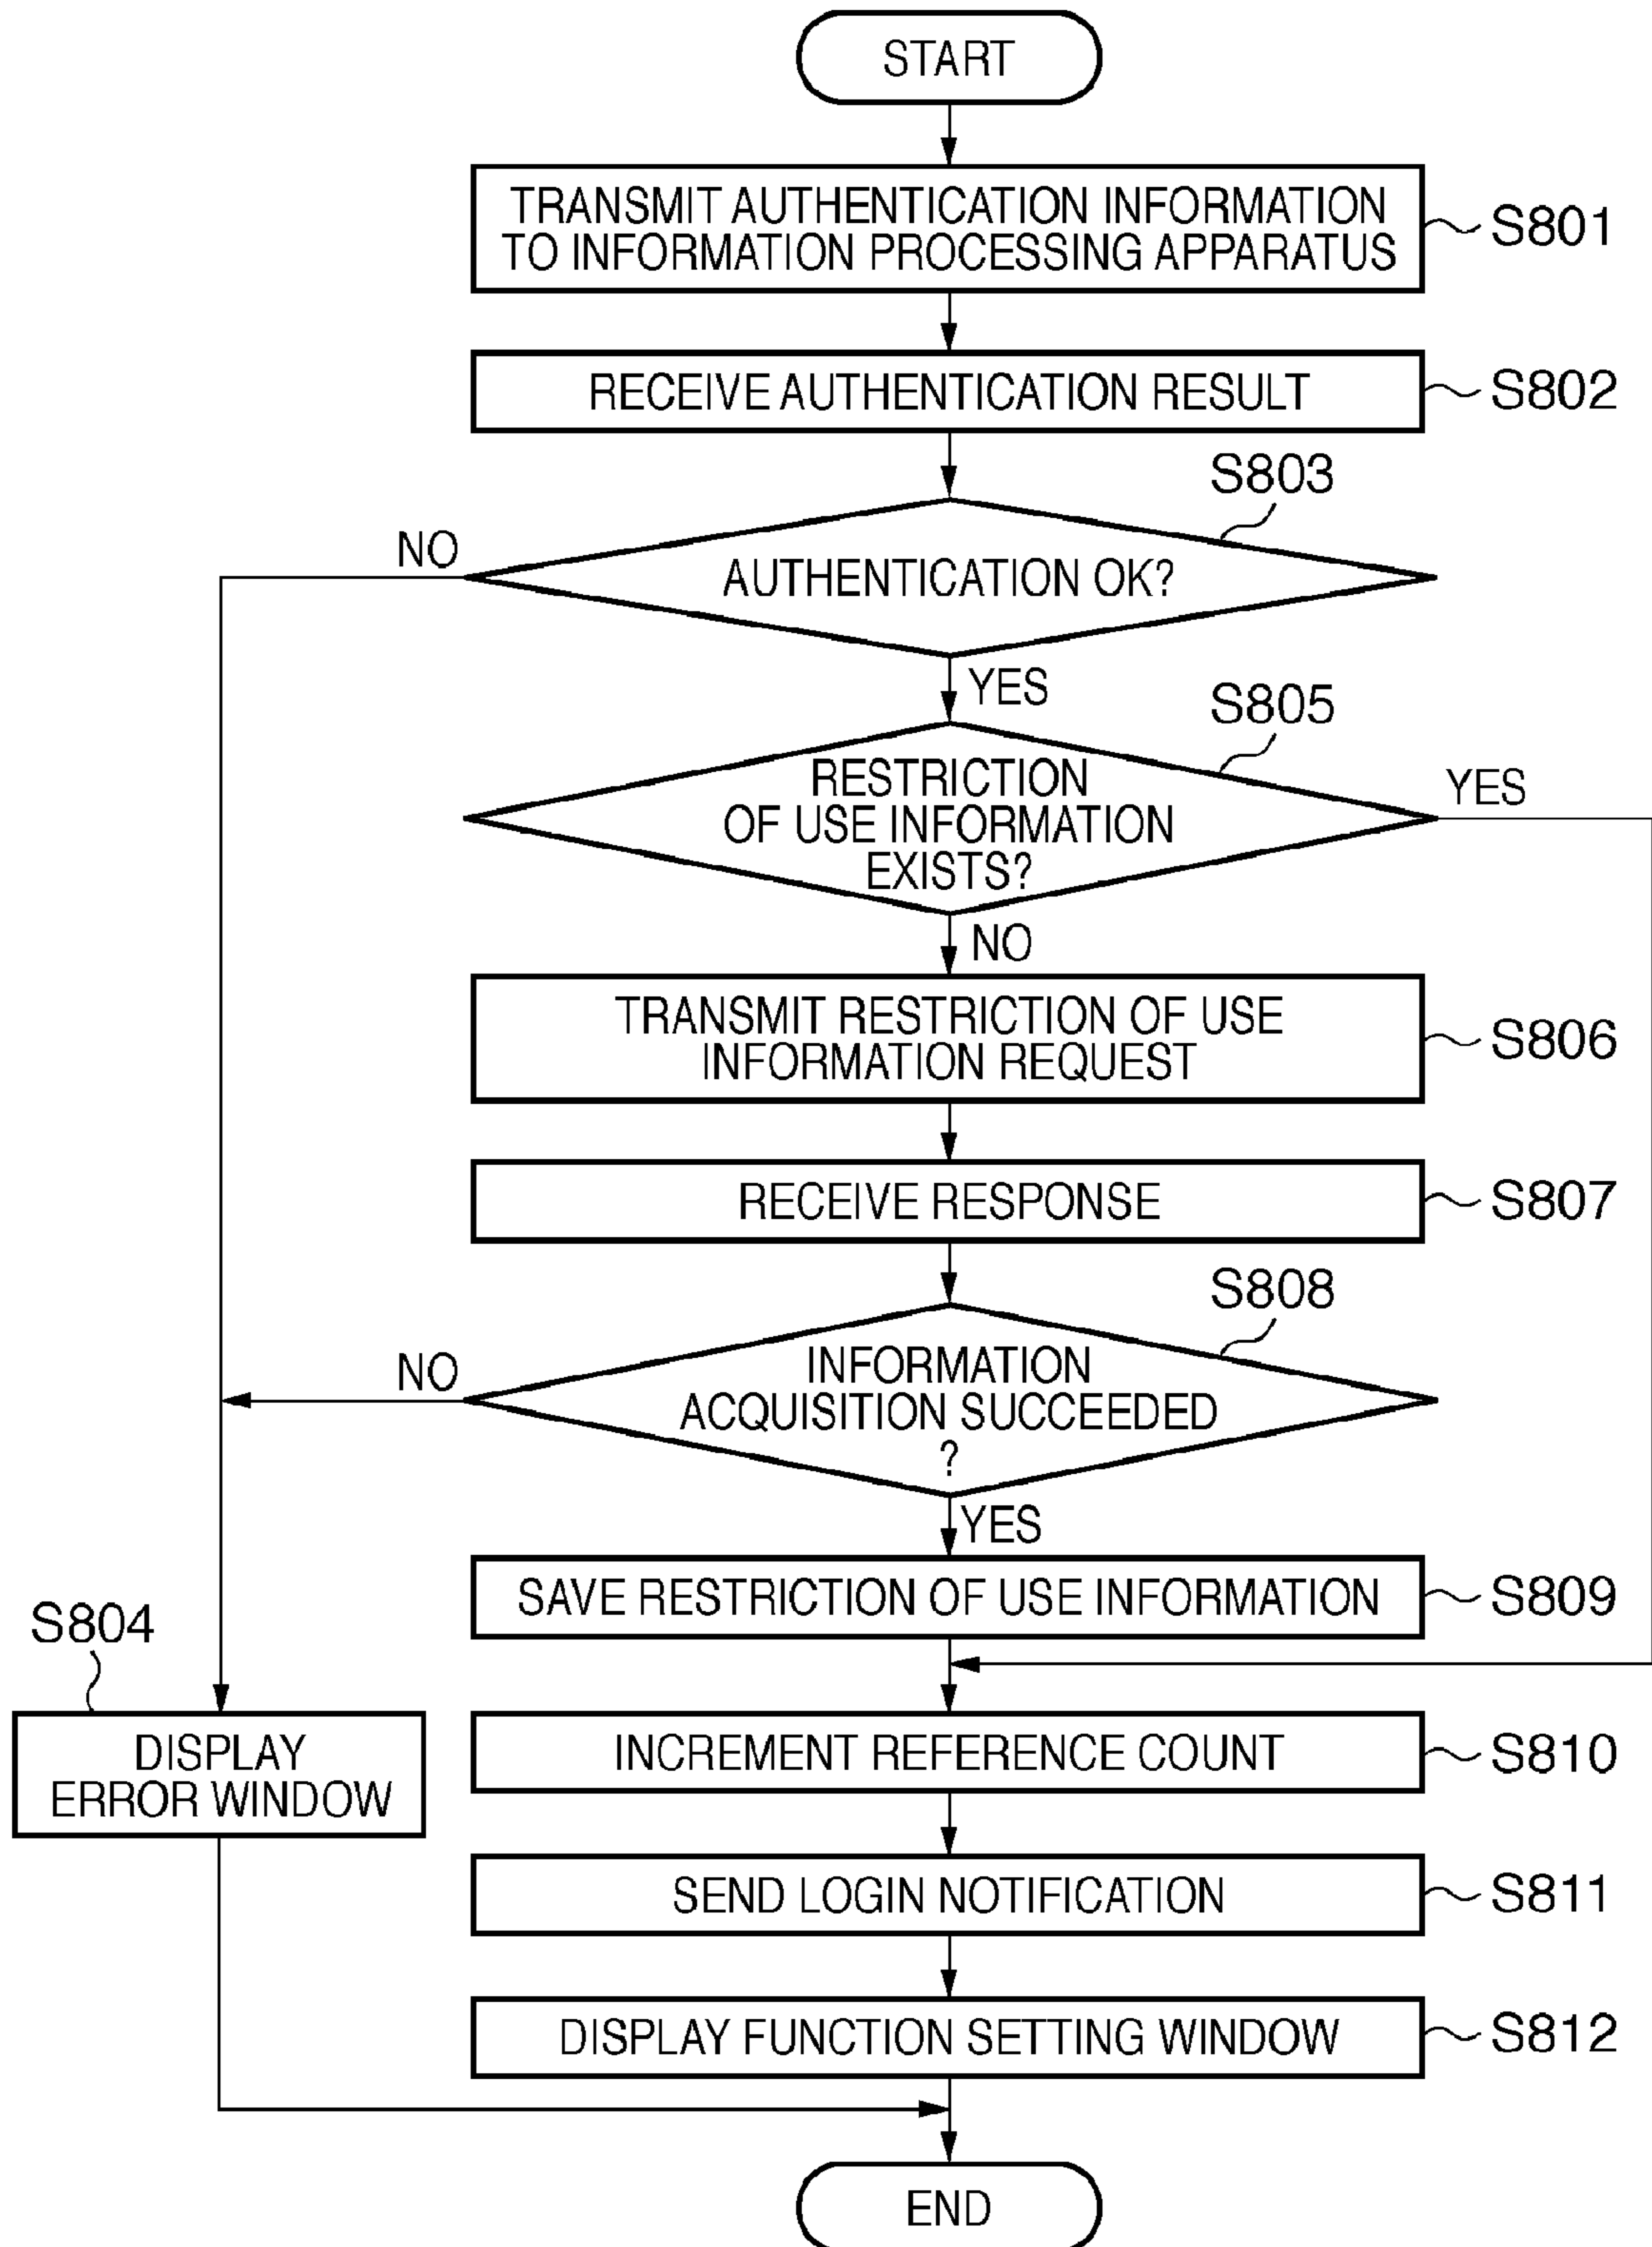 START
TRANSMIT AUTHENTICATION INFORMATION
TO INFORMATION PROCESSING APPARATUS
S801
RECEIVE AUTHENTICATION RESULT
S802
S803
NO
AUTHENTICATION OK?
YES
S805
RESTRICTION
OF USE INFORMATION
EXISTS?
YES
NO
TRANSMIT RESTRICTION OF USE
INFORMATION REQUEST
S806
RECEIVE RESPONSE
S807
S808
NO
INFORMATION
ACQUISITION SUCCEEDED
?
YES
SAVE RESTRICTION OF USE INFORMATION
S809
S804
DISPLAY
ERROR WINDOW
INCREMENT REFERENCE COUNT
S810
SEND LOGIN NOTIFICATION
S811
DISPLAY FUNCTION SETTING WINDOW
S812
END